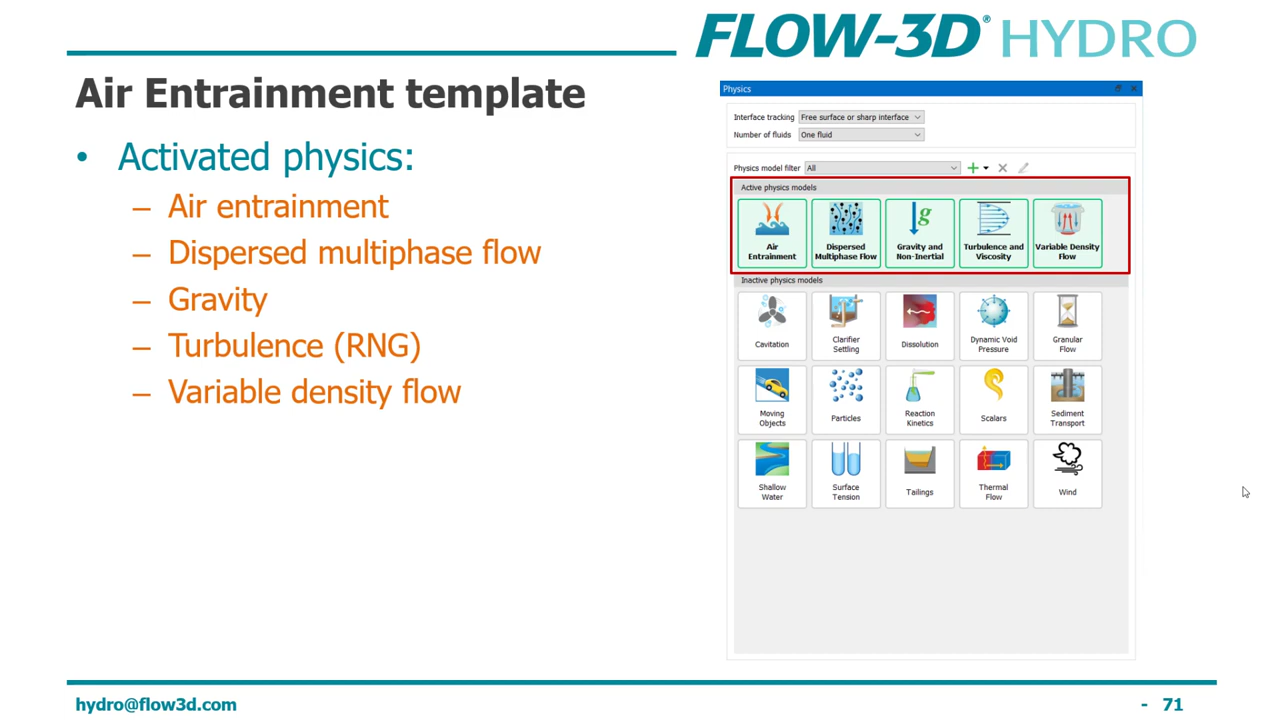 FLOW-3D® HYDRO
Air Entrainment template
• Activated physics:
– Air entrainment
– Dispersed multiphase flow
– Gravity
– Turbulence (RNG)
– Variable density flow
Physics
Interface tracking Free surface or sharp interface
Number of fluids One fluid
Physics model filter All
Active physics models
Air
Entrainment
Dispersed
Multiphase Flow
Gravity and
Non-Inertial
Turbulence and
Viscosity
Variable Density
Flow
Inactive physics models
Cavitation
Clarifier
Settling
Dissolution
Dynamic Void
Pressure
Granular
Flow
Moving
Objects
Particles
Reaction
Kinetics
Scalars
Sediment
Transport
Shallow
Water
Surface
Tension
Tailings
Thermal
Flow
Wind
hydro@flow3d.com
- 71